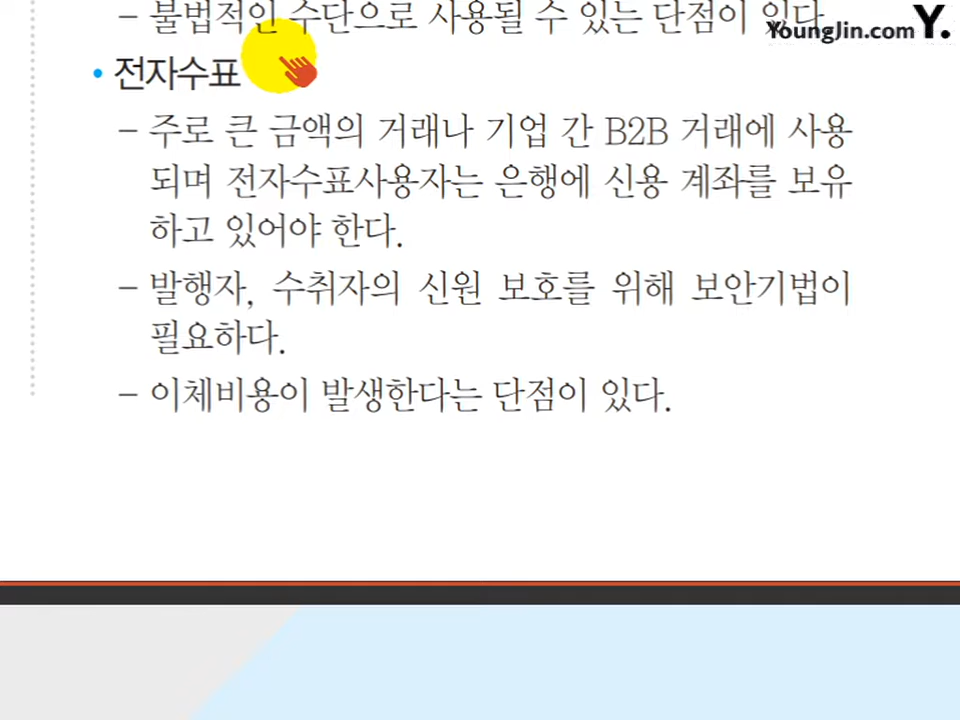 – 불법적인 수단으로 사용될 수 있는 단점이 있다.
YoungJin.com Y.
• 전자수표
– 주로 큰 금액의 거래나 기업 간 B2B 거래에 사용
되며 전자수표사용자는 은행에 신용 계좌를 보유
하고 있어야 한다.
– 발행자, 수취자의 신원 보호를 위해 보안기법이
필요하다.
– 이체비용이 발생한다는 단점이 있다.